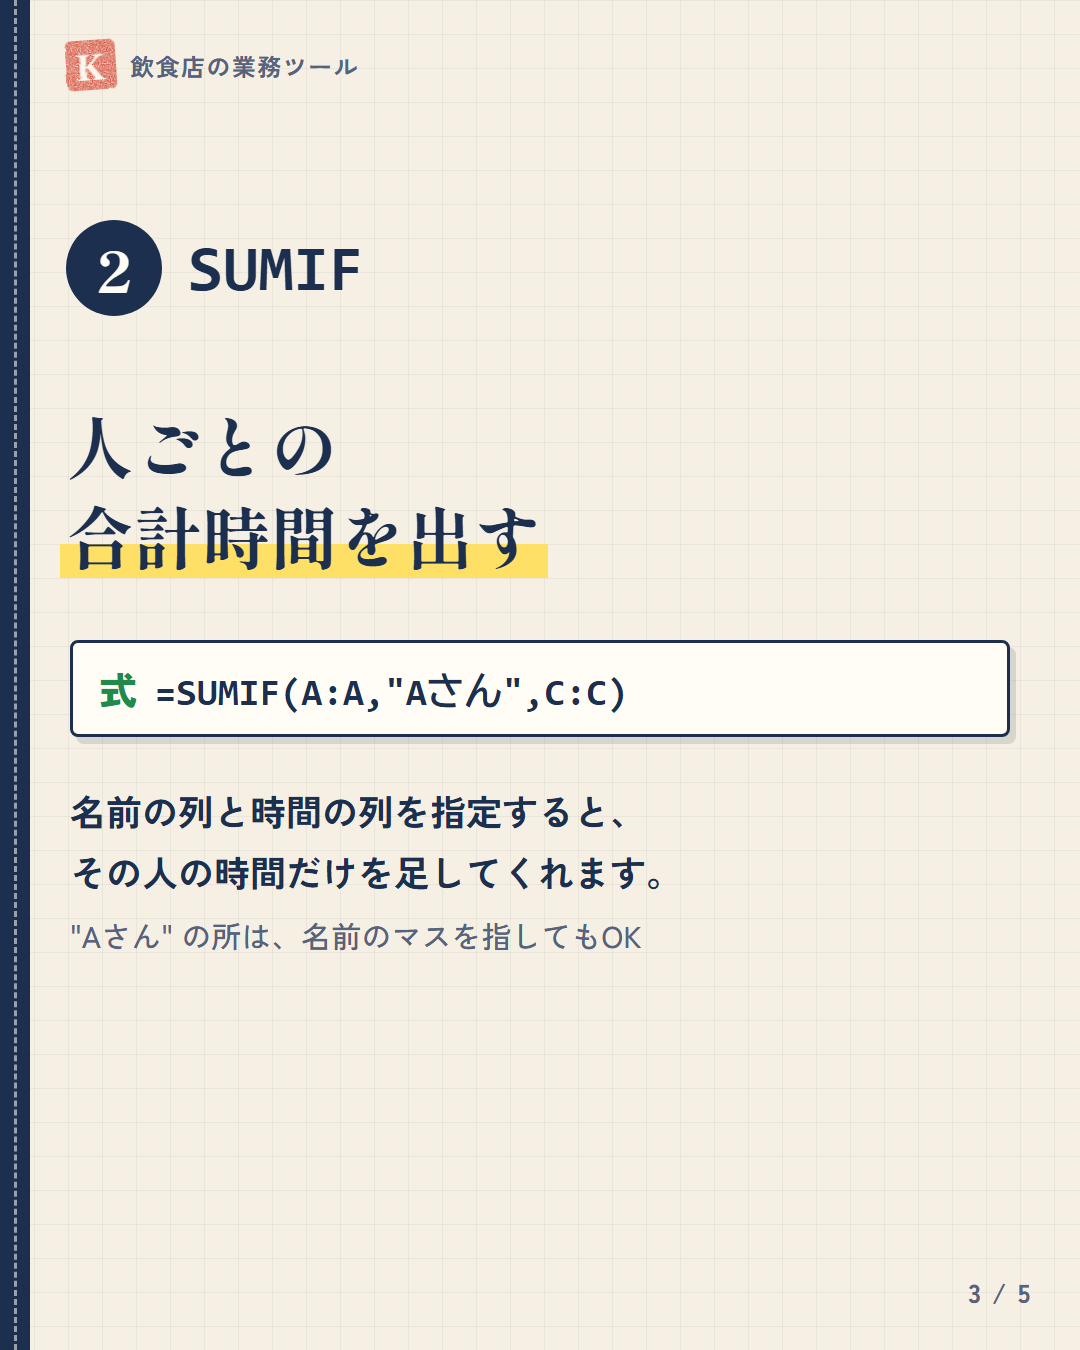 K 飲食店の業務ツール
2 SUMIF
人ごとの
合計時間を出す
式 =SUMIF(A:A,"Aさん",C:C)
名前の列と時間の列を指定すると、
その人の時間だけを足してくれます。
"Aさん" の所は、名前のマスを指してもOK
3 / 5